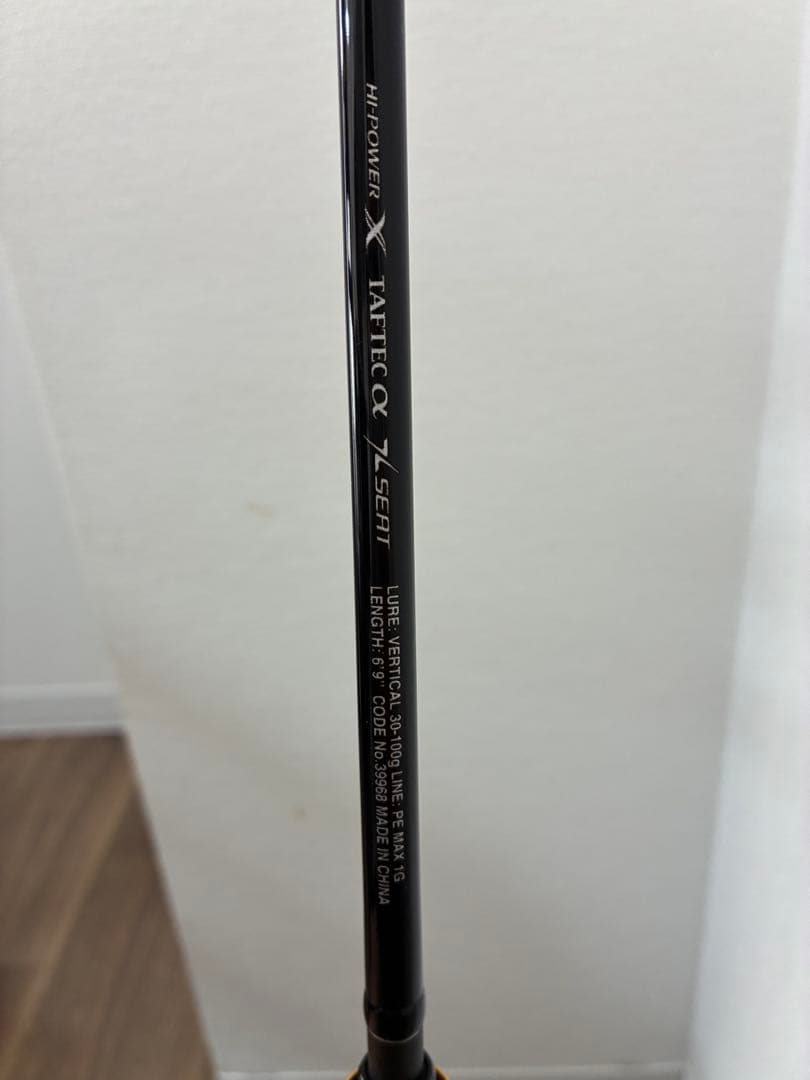 HI-POWER X TAFTEC α X SEAT
LURE: VERTICAL 30-100g LINE: PE MAX 1G
LENGTH: 6'9" CODE No.39968 MADE IN CHINA